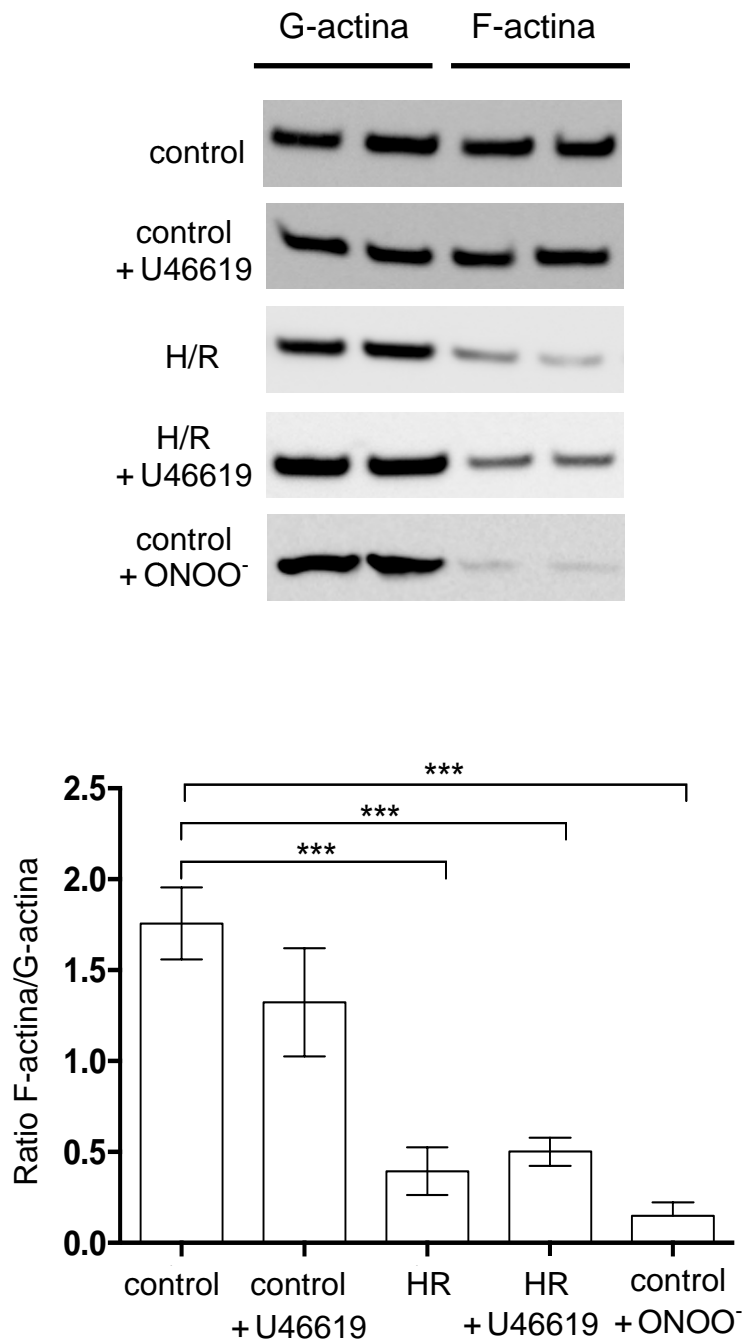 G-actina F-actina
control
control
+ U46619
H/R
H/R
+ U46619
control
+ ONOO⁻
***
***
***
2.5
2.0
1.5
1.0
0.5
0.0
Ratio F-actina/G-actina
control control HR HR control
+ U46619 + U46619 + ONOO⁻